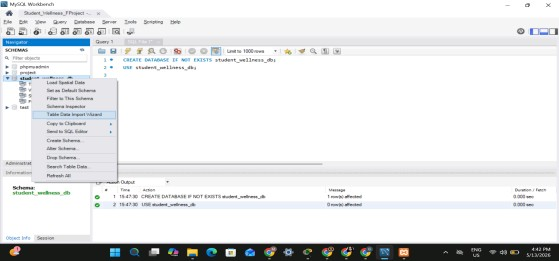 MySQL Workbench
Student_Wellness_FProject
File Edit View Query Database Server Tools Scripting Help
Navigator
Query 1
SCHEMAS
Filter objects
Limit to 1000 rows
phpmyadmin
project
student_wellness_db
test
1 CREATE DATABASE IF NOT EXISTS student_wellness_db;
2 USE student_wellness_db;
3
Load Spatial Data
Set as Default Schema
Filter to This Schema
Schema Inspector
Table Data Import Wizard
Copy to Clipboard
Send to SQL Editor
Create Schema...
Alter Schema...
Drop Schema...
Search Table Data...
Refresh All
Administrat
Information
Schema:
student_wellness_db
Output
# Time Action Message Duration / Fetch
1 15:47:30 CREATE DATABASE IF NOT EXISTS student_wellness_db 1 row(s) affected 0.000 sec
2 15:47:30 USE student_wellness_db 0 row(s) affected 0.000 sec
Object Info Session
ENG
US
4:42 PM
5/13/2026